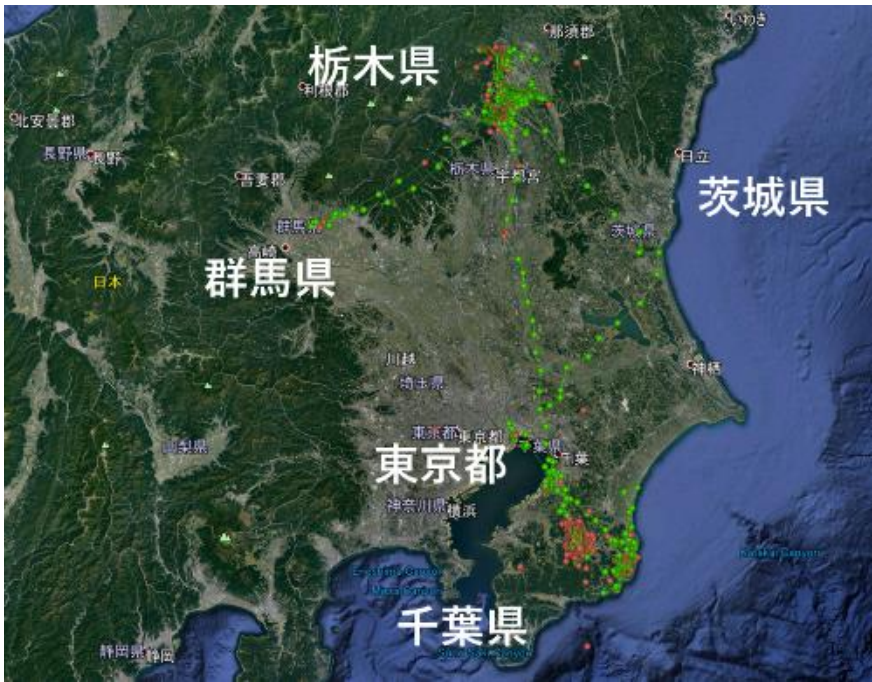 いわき
那須郡
栃木県
利根郡
北安曇郡
長野県 長野
日立
栃木県
宇都宮
吾妻郡
茨城県
群馬県
茨城県
高崎
群馬県
日本
川越
神栖
埼玉県
東京都
東京都
千葉県
千葉
山梨県
東京都
神奈川県 横浜
千葉県
静岡県 静岡